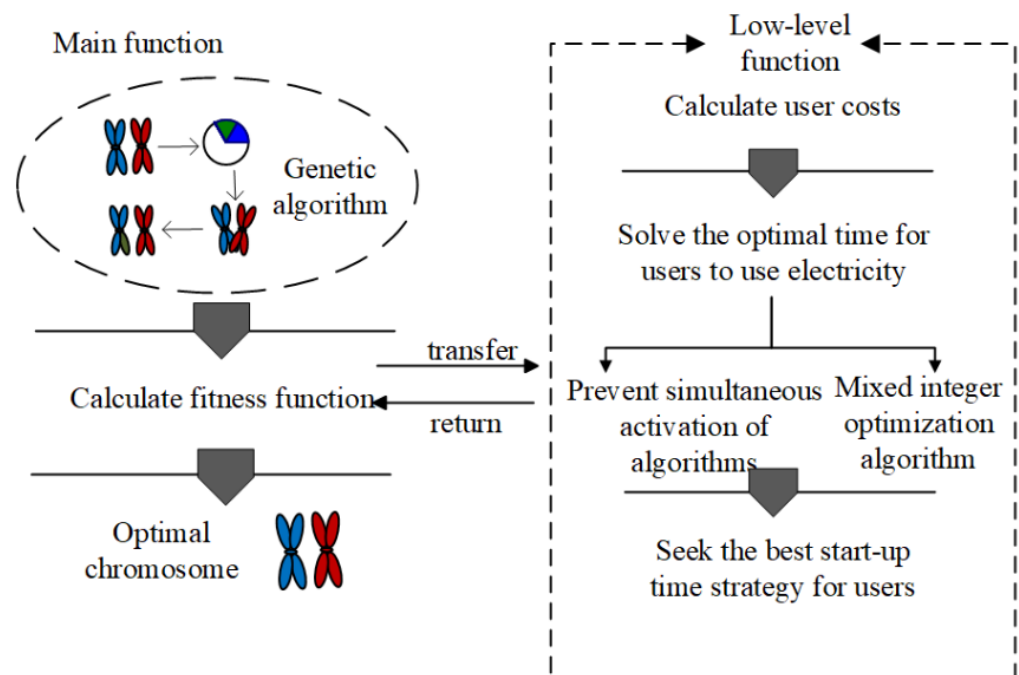 Main function
Genetic
algorithm
Calculate fitness function
Optimal
chromosome
transfer
return
Low-level
function
Calculate user costs
Solve the optimal time for
users to use electricity
Prevent simultaneous
activation of
algorithms
Mixed integer
optimization
algorithm
Seek the best start-up
time strategy for users